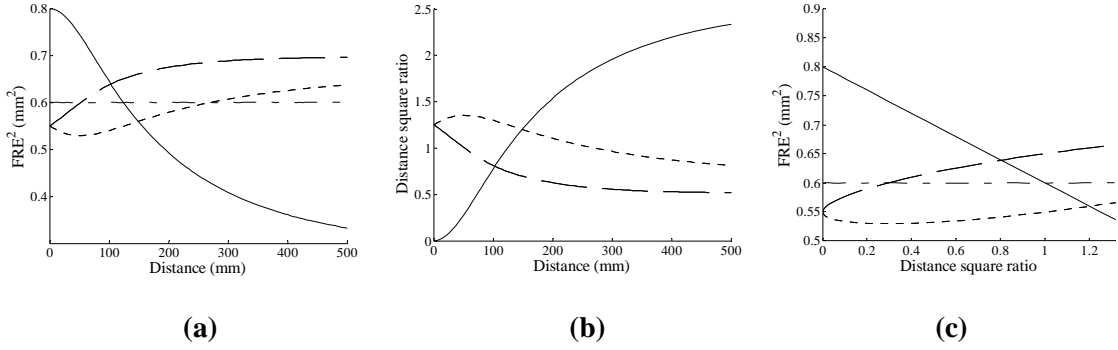 0.8
0.7
0.6
0.5
0.4
FRE² (mm²)
0 100 200 300 400 500
Distance (mm)
(a)
2.5
2
1.5
1
0.5
0
Distance square ratio
0 100 200 300 400 500
Distance (mm)
(b)
0.9
0.85
0.8
0.75
0.7
0.65
0.6
0.55
0.5
FRE² (mm²)
0 0.2 0.4 0.6 0.8 1 1.2
Distance square ratio
(c)